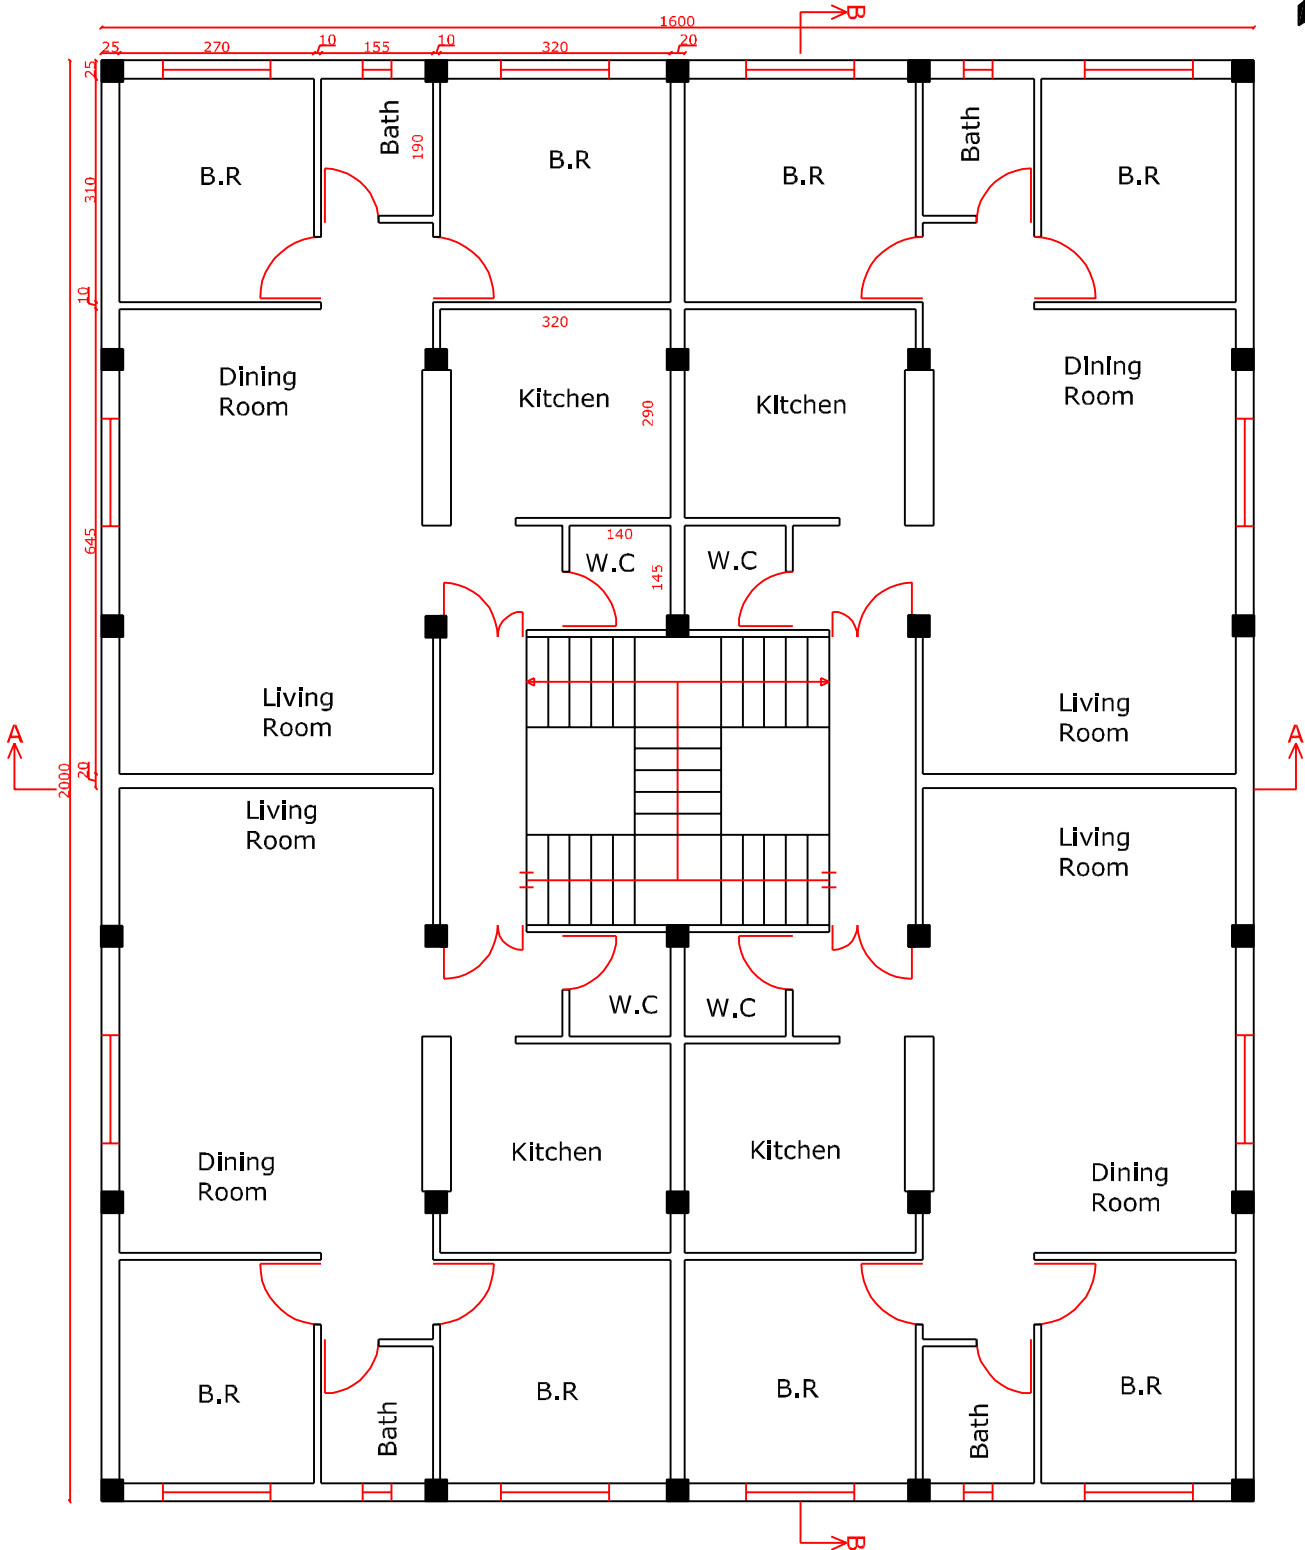 B
1600
25
270
10
155
10
320
20
25
Bath
190
Bath
B.R
B.R
B.R
B.R
310
10
320
Dining
Room
Kitchen
290
Kitchen
Dining
Room
645
140
W.C
145
W.C
Living
Room
Living
Room
A
A
20
2000
Living
Room
Living
Room
W.C
W.C
Kitchen
Kitchen
Dining
Room
Dining
Room
B.R
B.R
B.R
B.R
Bath
Bath
B